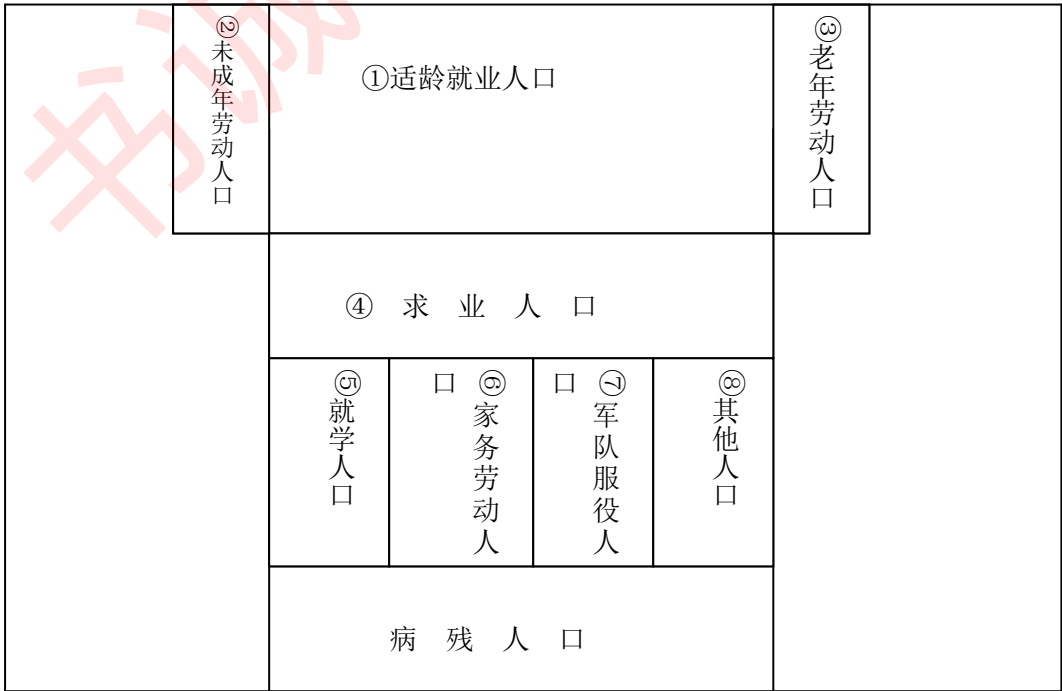 ②未成年劳动人口
①适龄就业人口
③老年劳动人口
④ 求 业 人 口
⑤就学人口
⑥家务劳动人
口
⑦军队服役人
口
⑧其他人口
病 残 人 口
书诚